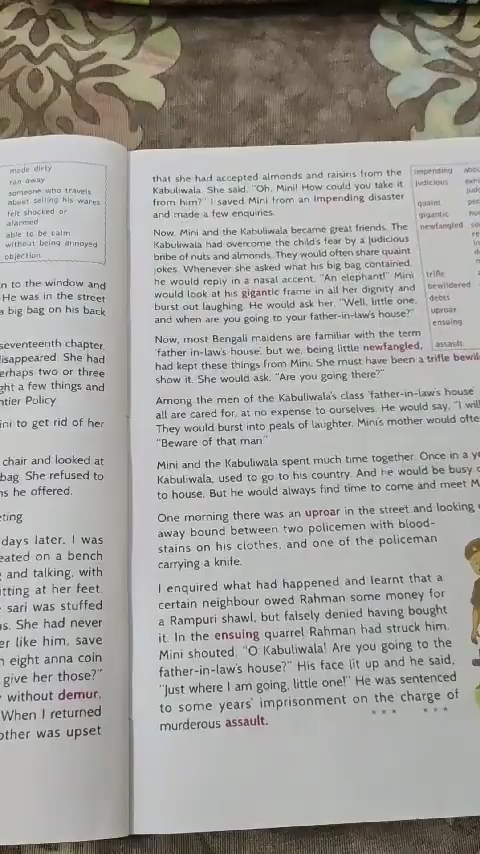 made dirty
ran away
someone who travels
about selling his wares
felt shocked or
alarmed
able to be calm
without being annoyed
objection
n to the window and
He was in the street
a big bag on his back
seventeenth chapter,
disappeared. She had
erhaps two or three
ght a few things and
ntier Policy
ini to get rid of her
chair and looked at
bag. She refused to
ns he offered.
eting
days later, I was
eated on a bench
and talking, with
itting at her feet.
sari was stuffed
s. She had never
er like him, save
n eight anna coin
give her those?"
without demur,
When I returned
other was upset
that she had accepted almonds and raisins from the
Kabuliwala. She said, "Oh, Mini! How could you take it
from him?" I saved Mini from an impending disaster
and made a few enquiries.
Now, Mini and the Kabuliwala became great friends. The
Kabuliwala had overcome the child's fear by a judicious
bribe of nuts and almonds. They would often share quaint
jokes. Whenever she asked what his big bag contained,
he would reply in a nasal accent, "An elephant!" Mini
would look at his gigantic frame in all her dignity and
burst out laughing. He would ask her, "Well, little one,
and when are you going to your father-in-law's house?"
Now, most Bengali maidens are familiar with the term
'father in-law's house, but we, being little newfangled,
had kept these things from Mini. She must have been a trifle bewil
show it. She would ask, "Are you going there?"
Among the men of the Kabuliwala's class 'father-in-law's house'
all are cared for, at no expense to ourselves. He would say, "I will
They would burst into peals of laughter. Mini's mother would ofte
"Beware of that man."
Mini and the Kabuliwala spent much time together. Once in a ye
Kabuliwala, used to go to his country. And he would be busy
to house. But he would always find time to come and meet M
One morning there was an uproar in the street and looking
away bound between two policemen with blood-
stains on his clothes, and one of the policeman
carrying a knife.
I enquired what had happened and learnt that a
certain neighbour owed Rahman some money for
a Rampuri shawl, but falsely denied having bought
it. In the ensuing quarrel Rahman had struck him.
Mini shouted, "O Kabuliwala! Are you going to the
father-in-law's house?" His face lit up and he said,
"Just where I am going, little one!" He was sentenced
to some years' imprisonment on the charge of
murderous assault.
* * * * * *
impending
judicious
quaint
gigantic
newfangled
trifle
bewildered
debts
uproar
ensuing
assault